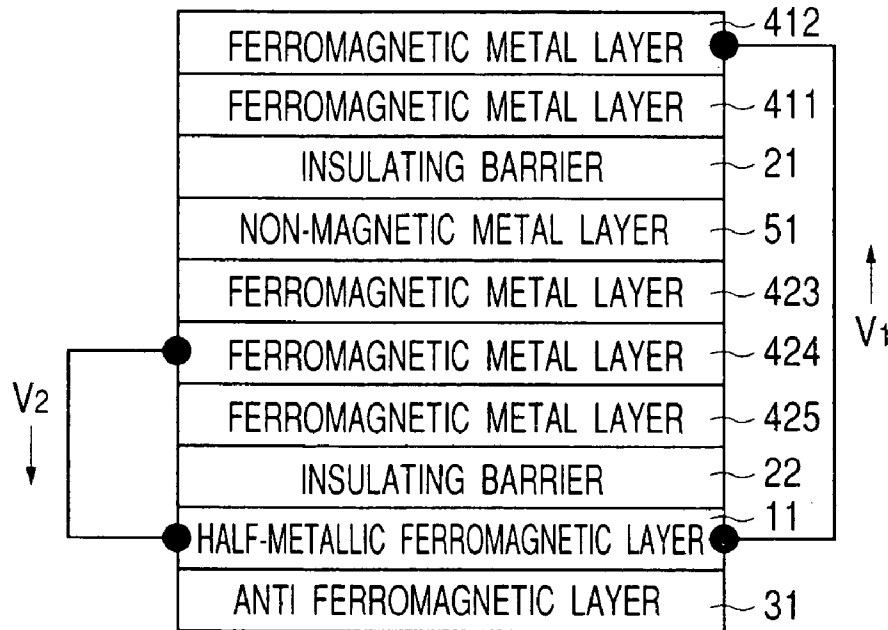 412
FERROMAGNETIC METAL LAYER
FERROMAGNETIC METAL LAYER 411
INSULATING BARRIER 21
NON-MAGNETIC METAL LAYER 51
FERROMAGNETIC METAL LAYER 423
V1
FERROMAGNETIC METAL LAYER 424
V2
FERROMAGNETIC METAL LAYER 425
INSULATING BARRIER 22
11
HALF-METALLIC FERROMAGNETIC LAYER
ANTI FERROMAGNETIC LAYER 31